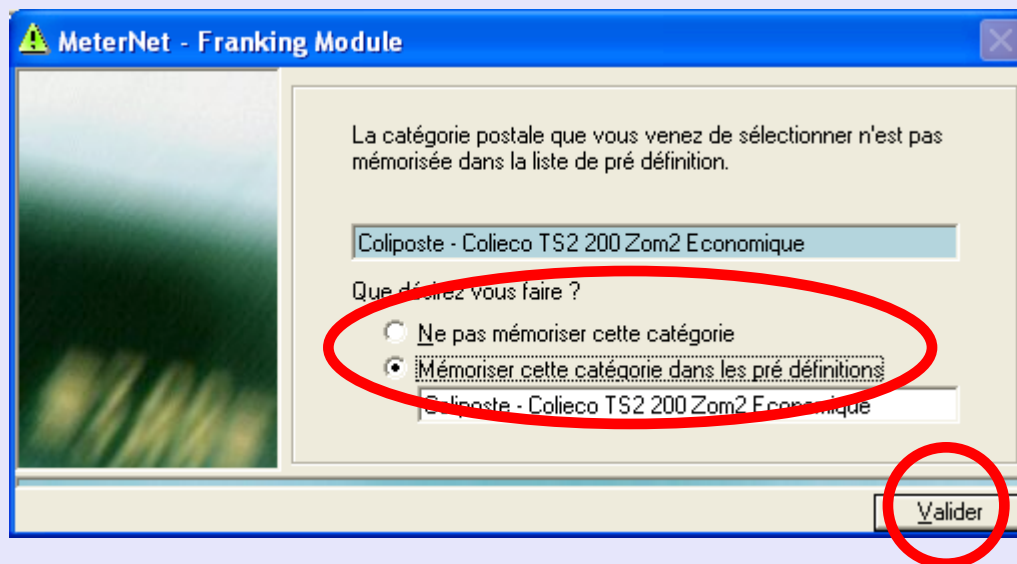 MeterNet - Franking Module
La catégorie postale que vous venez de sélectionner n'est pas
mémorisée dans la liste de pré définition.
Coliposte - Colieco TS2 200 Zom2 Economique
Que désirez vous faire ?
Ne pas mémoriser cette catégorie
Mémoriser cette catégorie dans les pré définitions
Coliposte - Colieco TS2 200 Zom2 Economique
Valider